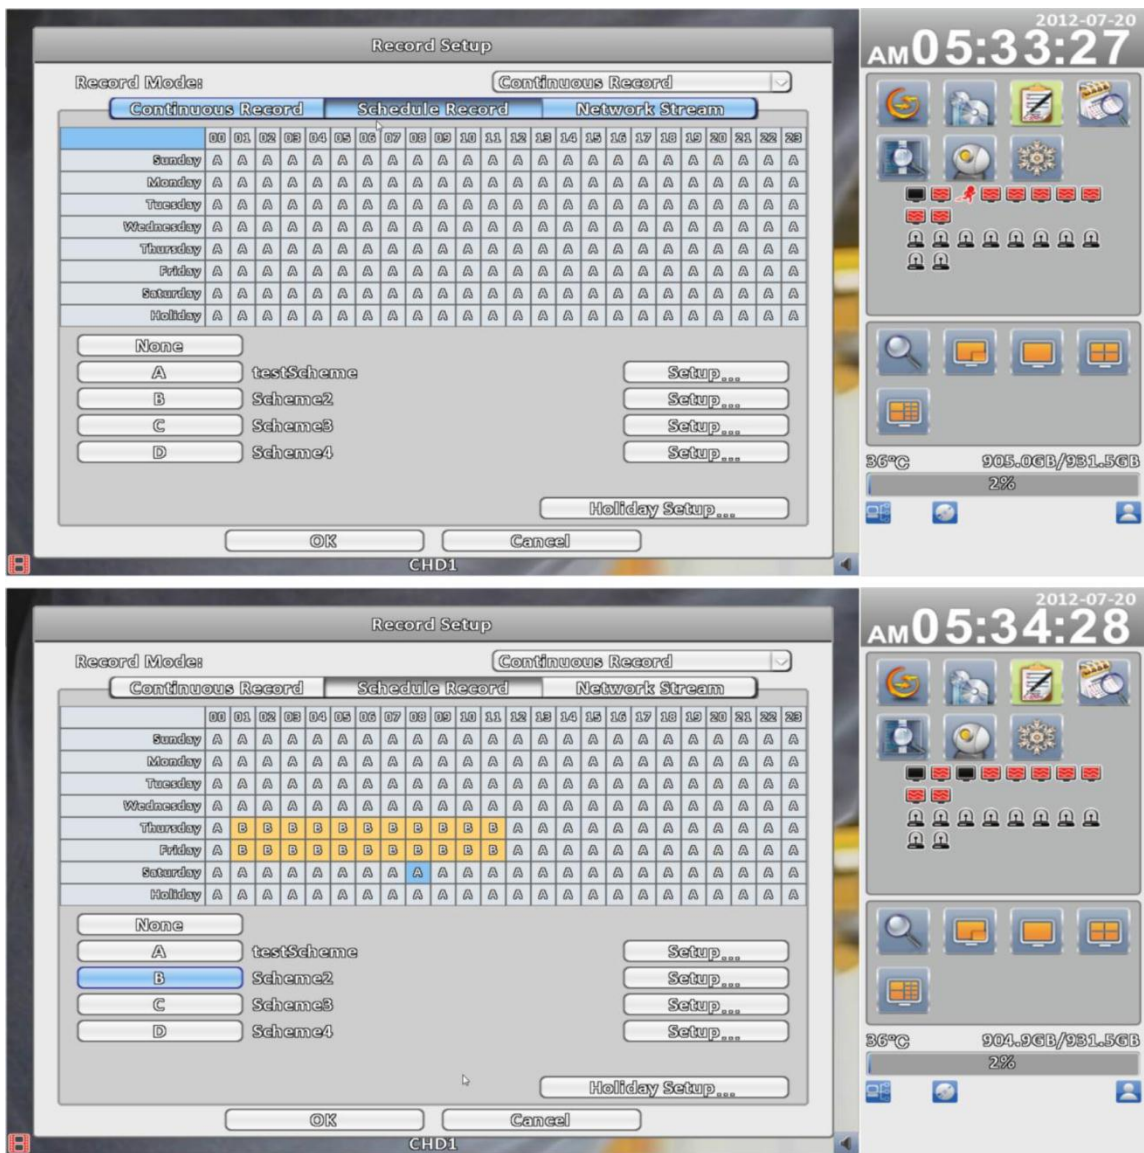 2012-07-20
AM 05:33:27
Record Setup
Record Mode: Continuous Record
Continuous Record Schedule Record Network Stream
00 01 02 03 04 05 06 07 08 09 10 11 12 13 14 15 16 17 18 19 20 21 22 23
Sunday A A A A A A A A A A A A A A A A A A A A A A A A
Monday A A A A A A A A A A A A A A A A A A A A A A A A
Tuesday A A A A A A A A A A A A A A A A A A A A A A A A
Wednesday A A A A A A A A A A A A A A A A A A A A A A A A
Thursday A A A A A A A A A A A A A A A A A A A A A A A A
Friday A A A A A A A A A A A A A A A A A A A A A A A A
Saturday A A A A A A A A A A A A A A A A A A A A A A A A
Holiday A A A A A A A A A A A A A A A A A A A A A A A A
None
A testScheme Setup...
B Scheme2 Setup...
C Scheme3 Setup...
D Scheme4 Setup...
Holiday Setup...
OK Cancel
CHD1
36°C 905.0GB/931.5GB
2%
2012-07-20
AM 05:34:28
Record Setup
Record Mode: Continuous Record
Continuous Record Schedule Record Network Stream
00 01 02 03 04 05 06 07 08 09 10 11 12 13 14 15 16 17 18 19 20 21 22 23
Sunday A A A A A A A A A A A A A A A A A A A A A A A A
Monday A A A A A A A A A A A A A A A A A A A A A A A A
Tuesday A A A A A A A A A A A A A A A A A A A A A A A A
Wednesday A A A A A A A A A A A A A A A A A A A A A A A A
Thursday A B B B B B B B B B B B A A A A A A A A A A A A
Friday A B B B B B B B B B B B A A A A A A A A A A A A
Saturday A A A A A A A A A A A A A A A A A A A A A A A A
Holiday A A A A A A A A A A A A A A A A A A A A A A A A
None
A testScheme Setup...
B Scheme2 Setup...
C Scheme3 Setup...
D Scheme4 Setup...
Holiday Setup...
OK Cancel
CHD1
36°C 904.9GB/931.5GB
2%